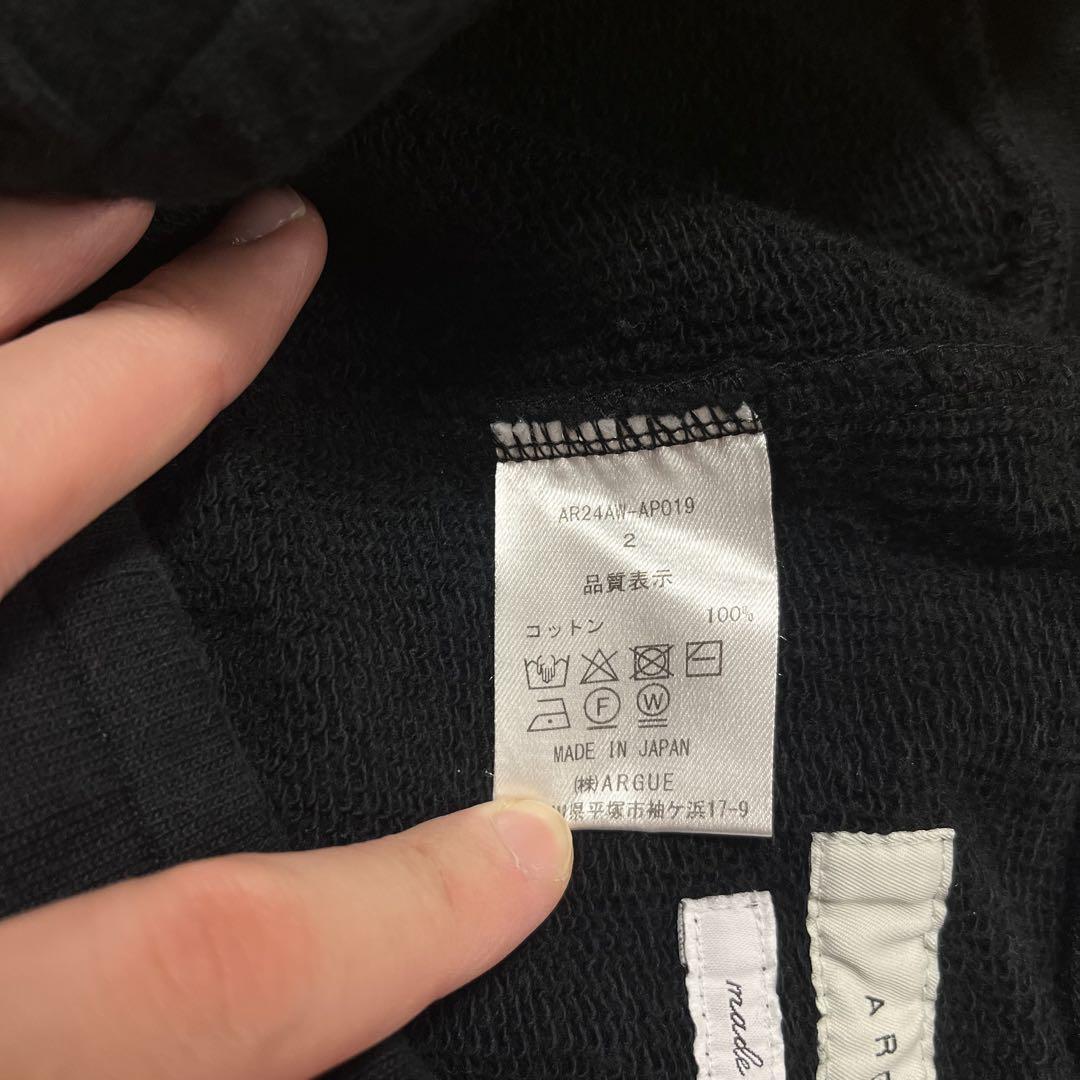 AR24AW-AP019
2
品質表示
コットン 100%
F W
MADE IN JAPAN
(株)ARGUE
県平塚市袖ケ浜17-9
made
AR